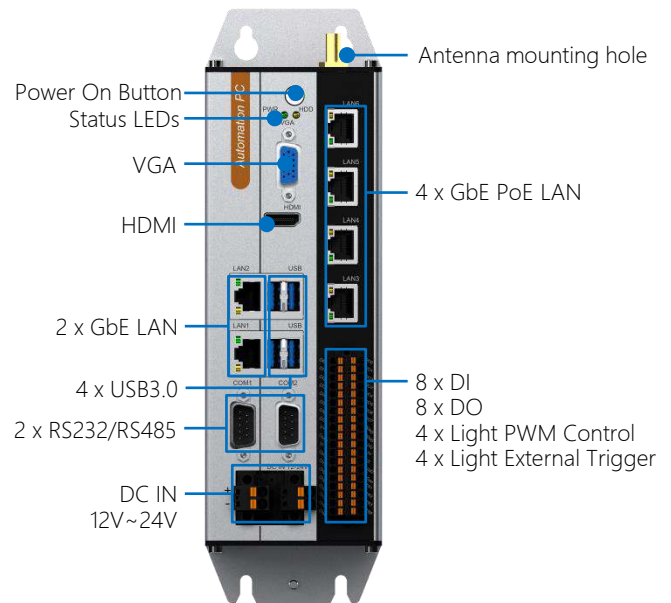 Antenna mounting hole
Power On Button
Status LEDs
VGA
HDMI
2 x GbE LAN
4 x USB3.0
2 x RS232/RS485
DC IN
12V~24V
4 x GbE PoE LAN
8 x DI
8 x DO
4 x Light PWM Control
4 x Light External Trigger
Automation PC
PWR
HDD
VGA
HDMI
LAN6
LAN5
LAN4
LAN3
LAN2
USB
LAN1
USB
COM1
COM2
+
-